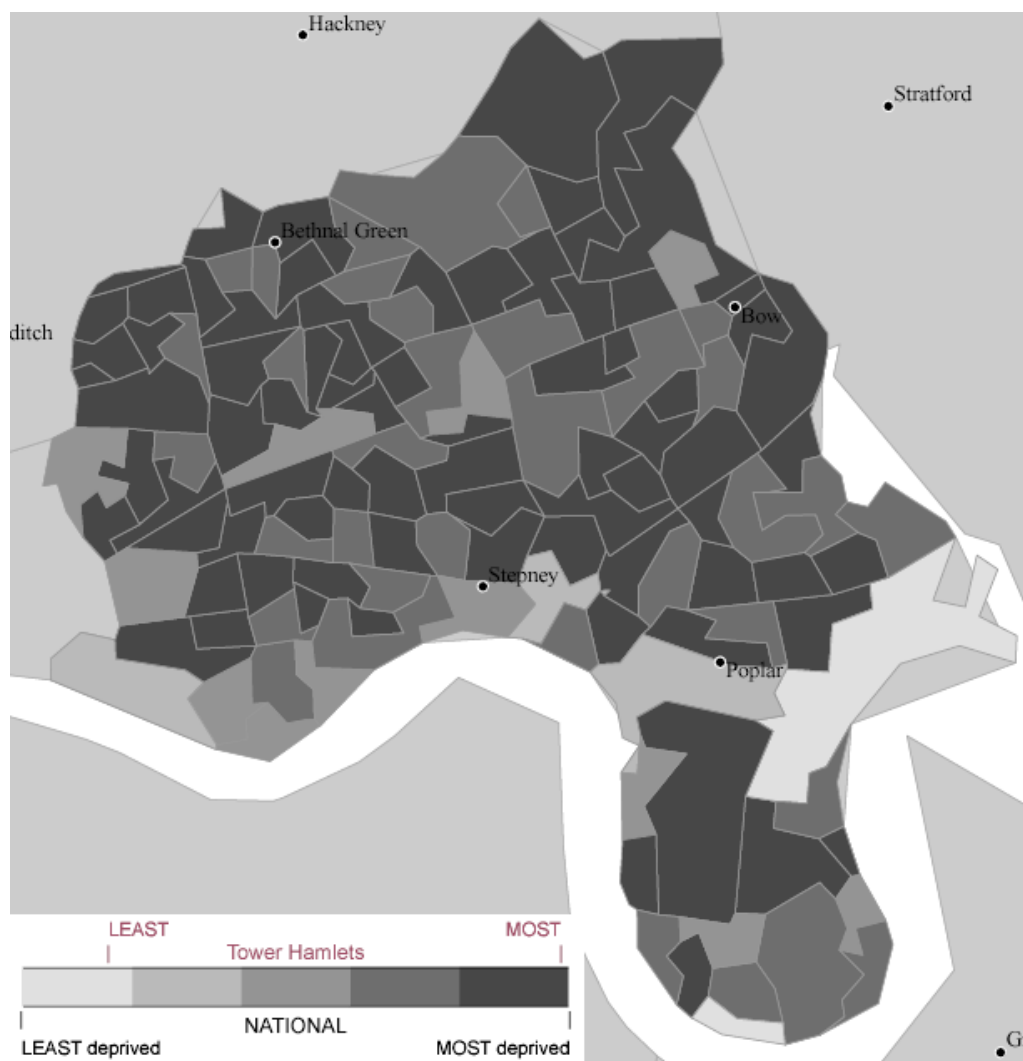 Hackney
Stratford
Bethnal Green
ditch
Bow
Stepney
Poplar
LEAST
MOST
Tower Hamlets
NATIONAL
LEAST deprived
MOST deprived
G